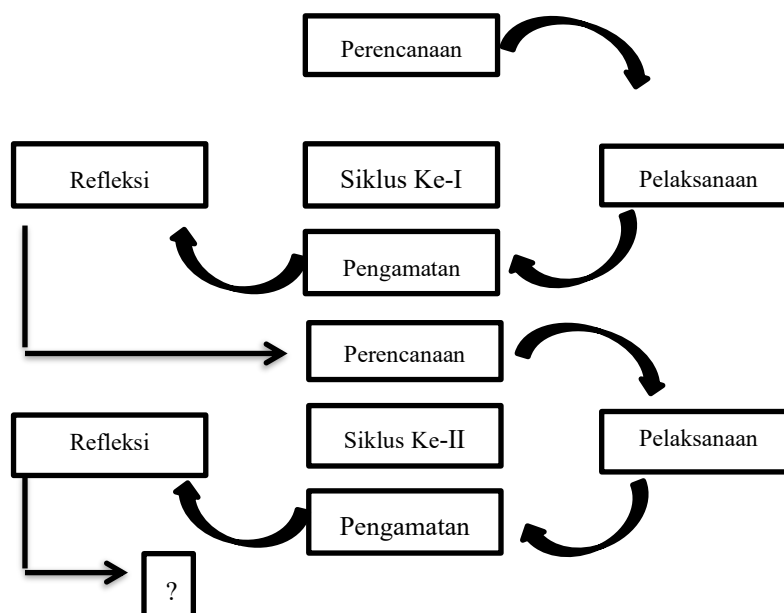 Perencanaan
Refleksi
Siklus Ke-I
Pelaksanaan
Pengamatan
Perencanaan
Refleksi
Siklus Ke-II
Pelaksanaan
Pengamatan
?